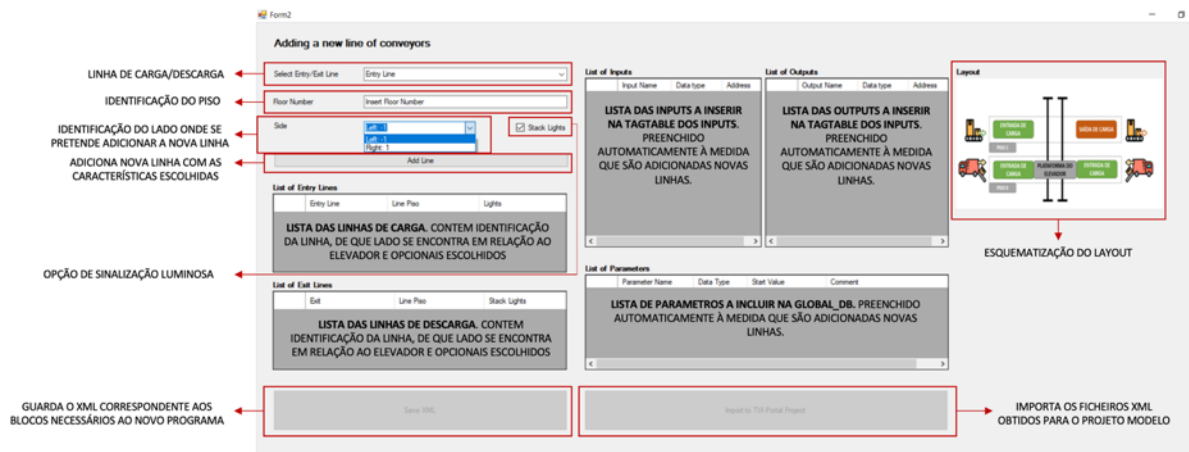 Form2
Adding a new line of conveyors
LINHA DE CARGA/DESCARGA
Select Entry/Exit Line
Entry Line
IDENTIFICAÇÃO DO PISO
Floor Number
Insert Floor Number
IDENTIFICAÇÃO DO LADO ONDE SE
PRETENDE ADICIONAR A NOVA LINHA
Side
Left: -1
Left: -1
Right: 1
Stack Lights
ADICIONA NOVA LINHA COM AS
CARACTERÍSTICAS ESCOLHIDAS
Add Line
List of Entry Lines
Entry Line
Line Piso
Lights
LISTA DAS LINHAS DE CARGA. CONTEM IDENTIFICAÇÃO
DA LINHA, DE QUE LADO SE ENCONTRA EM RELAÇÃO AO
ELEVADOR E OPCIONAIS ESCOLHIDOS
OPÇÃO DE SINALIZAÇÃO LUMINOSA
List of Exit Lines
Exit
Line Piso
Stack Lights
LISTA DAS LINHAS DE DESCARGA. CONTEM
IDENTIFICAÇÃO DA LINHA, DE QUE LADO SE ENCONTRA
EM RELAÇÃO AO ELEVADOR E OPCIONAIS ESCOLHIDOS
List of Inputs
Input Name
Data type
Address
LISTA DAS INPUTS A INSERIR
NA TAGTABLE DOS INPUTS.
PREENCHIDO
AUTOMATICAMENTE À MEDIDA
QUE SÃO ADICIONADAS NOVAS
LINHAS.
List of Outputs
Output Name
Data type
Address
LISTA DAS OUTPUTS A INSERIR
NA TAGTABLE DOS INPUTS.
PREENCHIDO
AUTOMATICAMENTE À MEDIDA
QUE SÃO ADICIONADAS NOVAS
LINHAS.
List of Parameters
Parameter Name
Data Type
Start Value
Comment
LISTA DE PARAMETROS A INCLUIR NA GLOBAL_DB. PREENCHIDO
AUTOMATICAMENTE À MEDIDA QUE SÃO ADICIONADAS NOVAS
LINHAS.
Layout
ENTRADA DE
CARGA
SAÍDA DE CARGA
PISO 1
ENTRADA DE
CARGA
PLATAFORMA DO
ELEVADOR
ENTRADA DE
CARGA
PISO 0
ESQUEMATIZAÇÃO DO LAYOUT
GUARDA O XML CORRESPONDENTE AOS
BLOCOS NECESSÁRIOS AO NOVO PROGRAMA
Save XML
Import to TIA Portal Project
IMPORTA OS FICHEIROS XML
OBTIDOS PARA O PROJETO MODELO